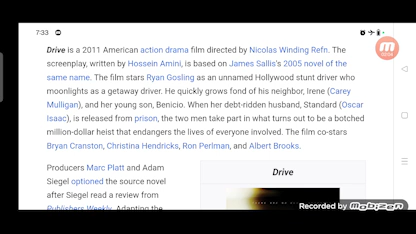 7:33
Drive is a 2011 American action drama film directed by Nicolas Winding Refn. The
screenplay, written by Hossein Amini, is based on James Sallis's 2005 novel of the
same name. The film stars Ryan Gosling as an unnamed Hollywood stunt driver who
moonlights as a getaway driver. He quickly grows fond of his neighbor, Irene (Carey
Mulligan), and her young son, Benicio. When her debt-ridden husband, Standard (Oscar
Isaac), is released from prison, the two men take part in what turns out to be a botched
million-dollar heist that endangers the lives of everyone involved. The film co-stars
Bryan Cranston, Christina Hendricks, Ron Perlman, and Albert Brooks.
Producers Marc Platt and Adam
Siegel optioned the source novel
after Siegel read a review from
Publishers Weekly. Adapting the
Drive
Recorded by Mobizen